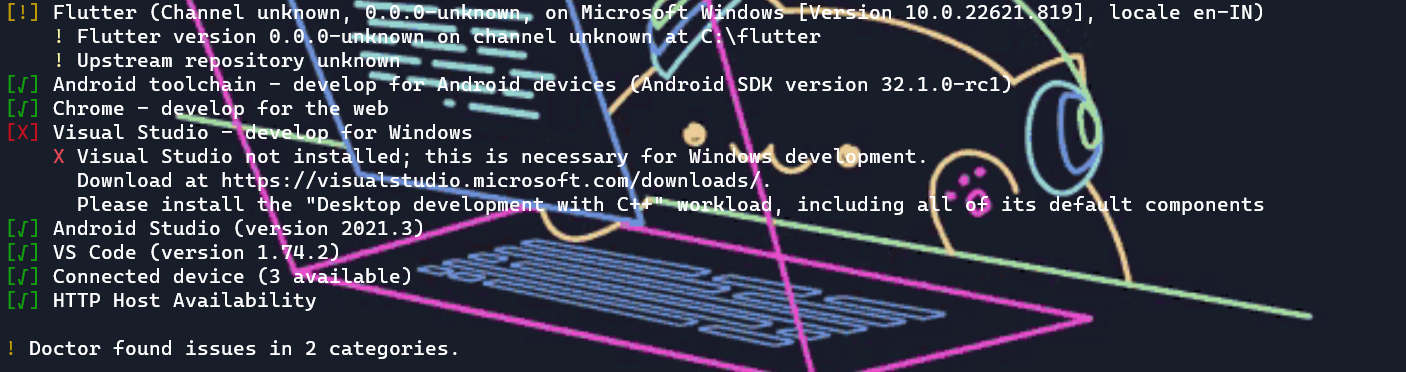 [!] Flutter (Channel unknown, 0.0.0-unknown, on Microsoft Windows [Version 10.0.22621.819], locale en-IN)
! Flutter version 0.0.0-unknown on channel unknown at C:\flutter
! Upstream repository unknown
[√] Android toolchain - develop for Android devices (Android SDK version 32.1.0-rc1)
[√] Chrome - develop for the web
[X] Visual Studio - develop for Windows
X Visual Studio not installed; this is necessary for Windows development.
Download at https://visualstudio.microsoft.com/downloads/.
Please install the "Desktop development with C++" workload, including all of its default components
[√] Android Studio (version 2021.3)
[√] VS Code (version 1.74.2)
[√] Connected device (3 available)
[√] HTTP Host Availability
! Doctor found issues in 2 categories.